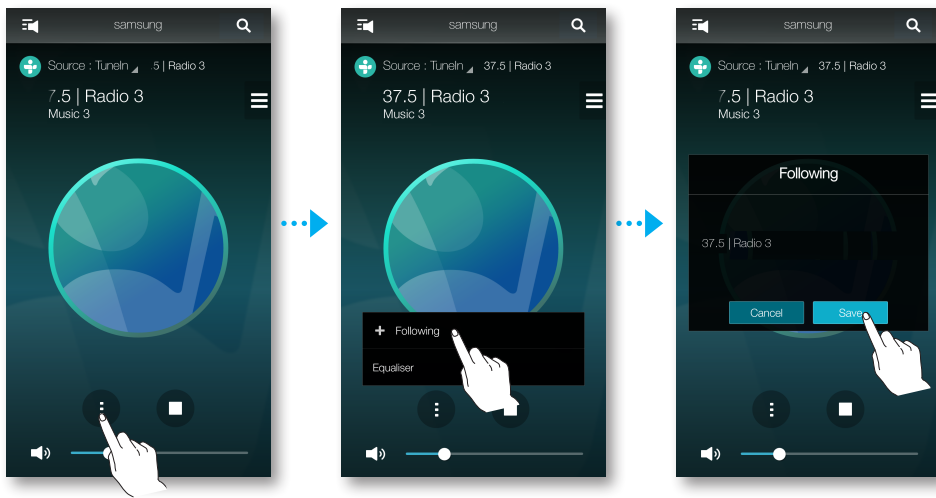 samsung
Source : TuneIn .5 | Radio 3
7.5 | Radio 3
Music 3
samsung
Source : TuneIn 37.5 | Radio 3
37.5 | Radio 3
Music 3
+ Following
Equaliser
samsung
Source : TuneIn 37.5 | Radio 3
7.5 | Radio 3
Music 3
Following
37.5 | Radio 3
Cancel
Save